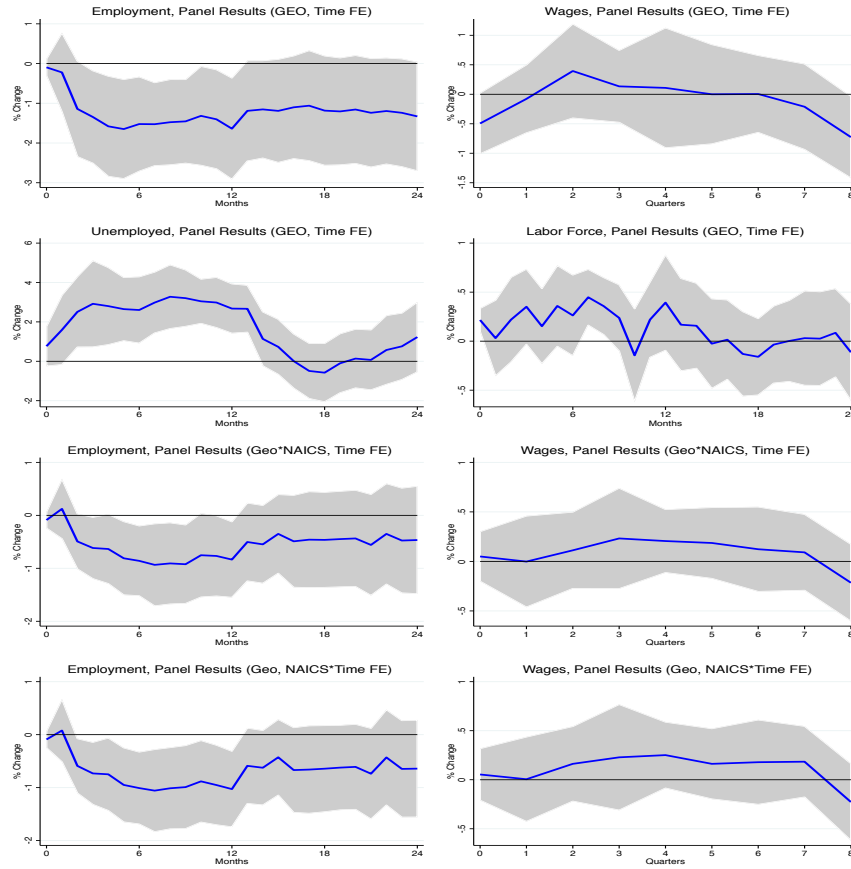 Employment, Panel Results (GEO, Time FE)
% Change
1
0
-1
-2
-3
0 6 12 18 24
Months
Wages, Panel Results (GEO, Time FE)
% Change
1
.5
0
-.5
-1
-1.5
0 1 2 3 4 5 6 7 8
Quarters
Unemployed, Panel Results (GEO, Time FE)
% Change
6
4
2
0
-2
0 6 12 18 24
Months
Labor Force, Panel Results (GEO, Time FE)
% Change
1
.5
0
-.5
0 6 12 18 24
Months
Employment, Panel Results (Geo*NAICS, Time FE)
% Change
1
0
-1
-2
0 6 12 18 24
Months
Wages, Panel Results (Geo*NAICS, Time FE)
% Change
1
.5
0
-.5
0 1 2 3 4 5 6 7 8
Quarters
Employment, Panel Results (Geo, NAICS*Time FE)
% Change
1
0
-1
-2
0 6 12 18 24
Months
Wages, Panel Results (Geo, NAICS*Time FE)
% Change
1
.5
0
-.5
0 1 2 3 4 5 6 7 8
Quarters